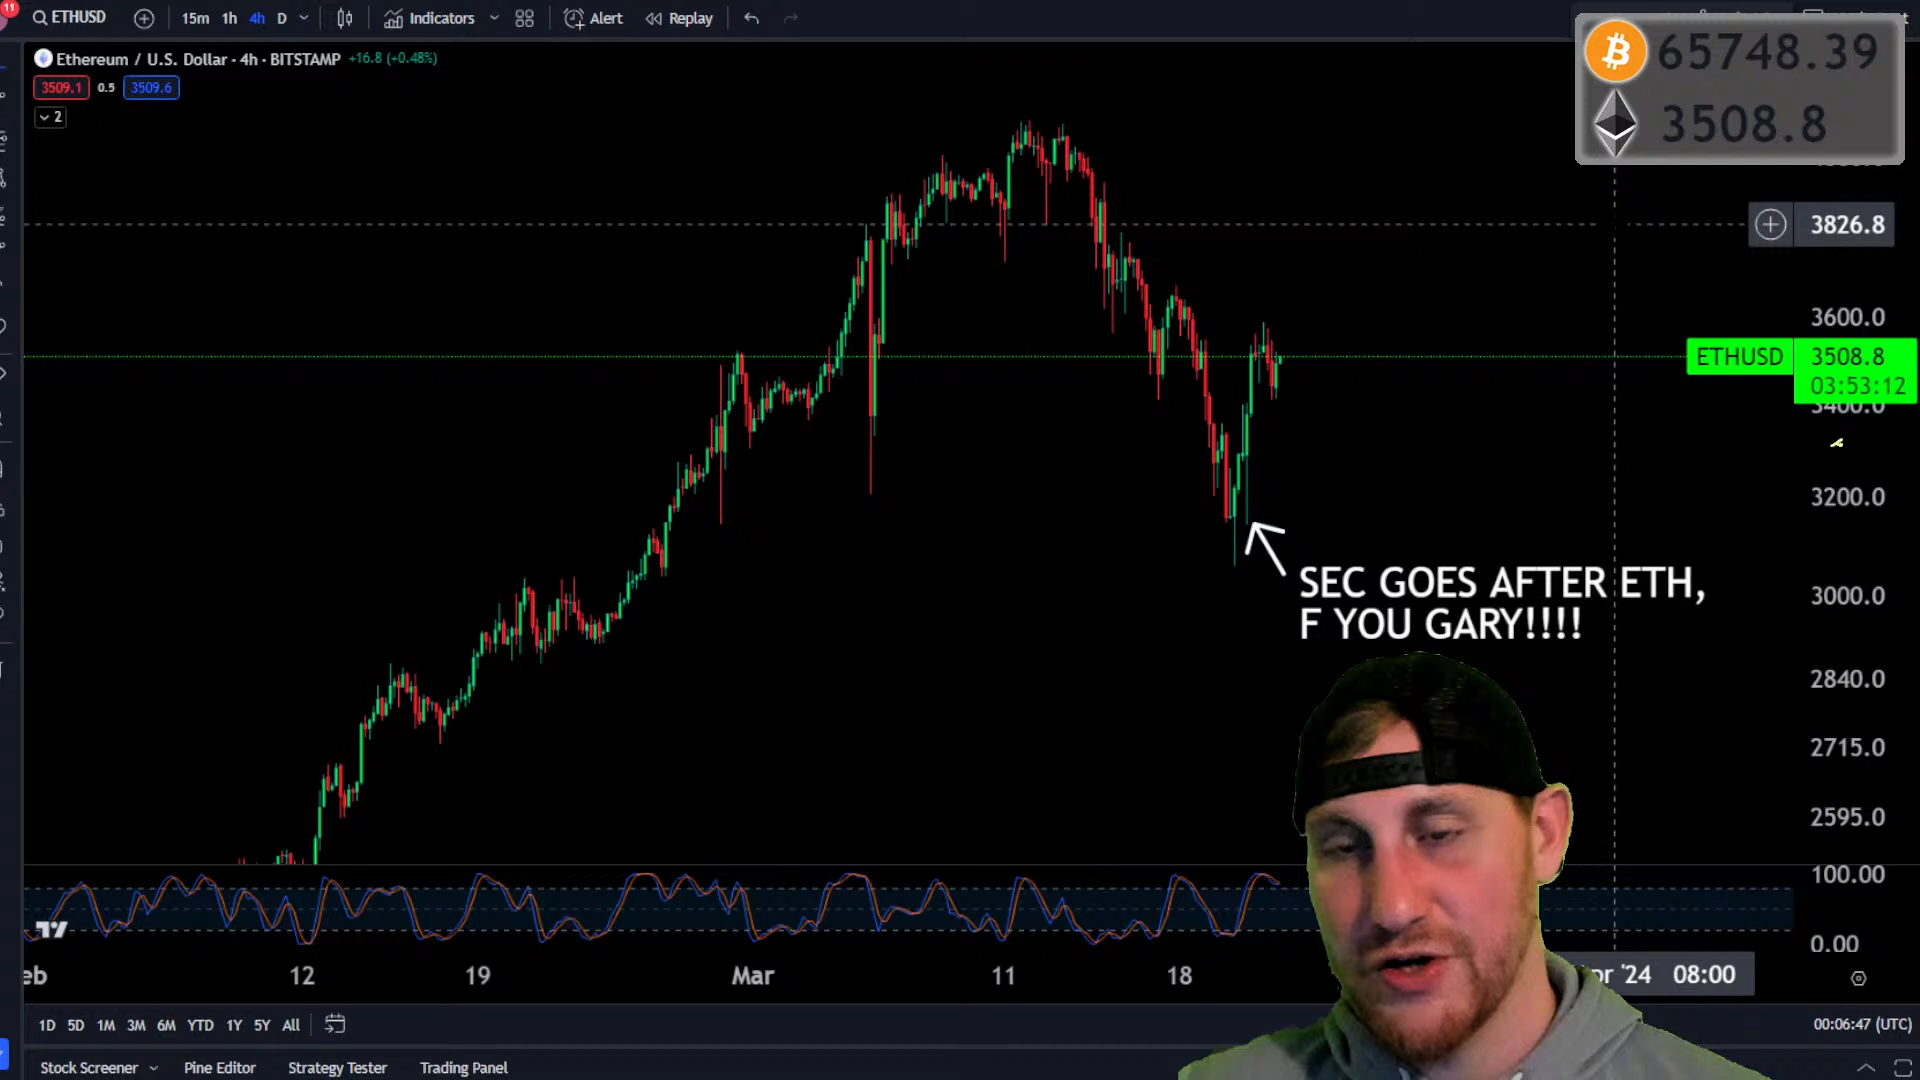 11
ETHUSD
15m 1h 4h D
Indicators
Alert
Replay
Ethereum / U.S. Dollar · 4h · BITSTAMP +16.8 (+0.48%)
3509.1 0.5 3509.6
2
65748.39
3508.8
3826.8
3600.0
ETHUSD 3508.8
03:53:12
3400.0
3200.0
3000.0
2840.0
2715.0
2595.0
100.00
0.00
SEC GOES AFTER ETH,
F YOU GARY!!!!
eb 12 19 Mar 11 18 '24 08:00
1D 5D 1M 3M 6M YTD 1Y 5Y All
00:06:47 (UTC)
Stock Screener Pine Editor Strategy Tester Trading Panel